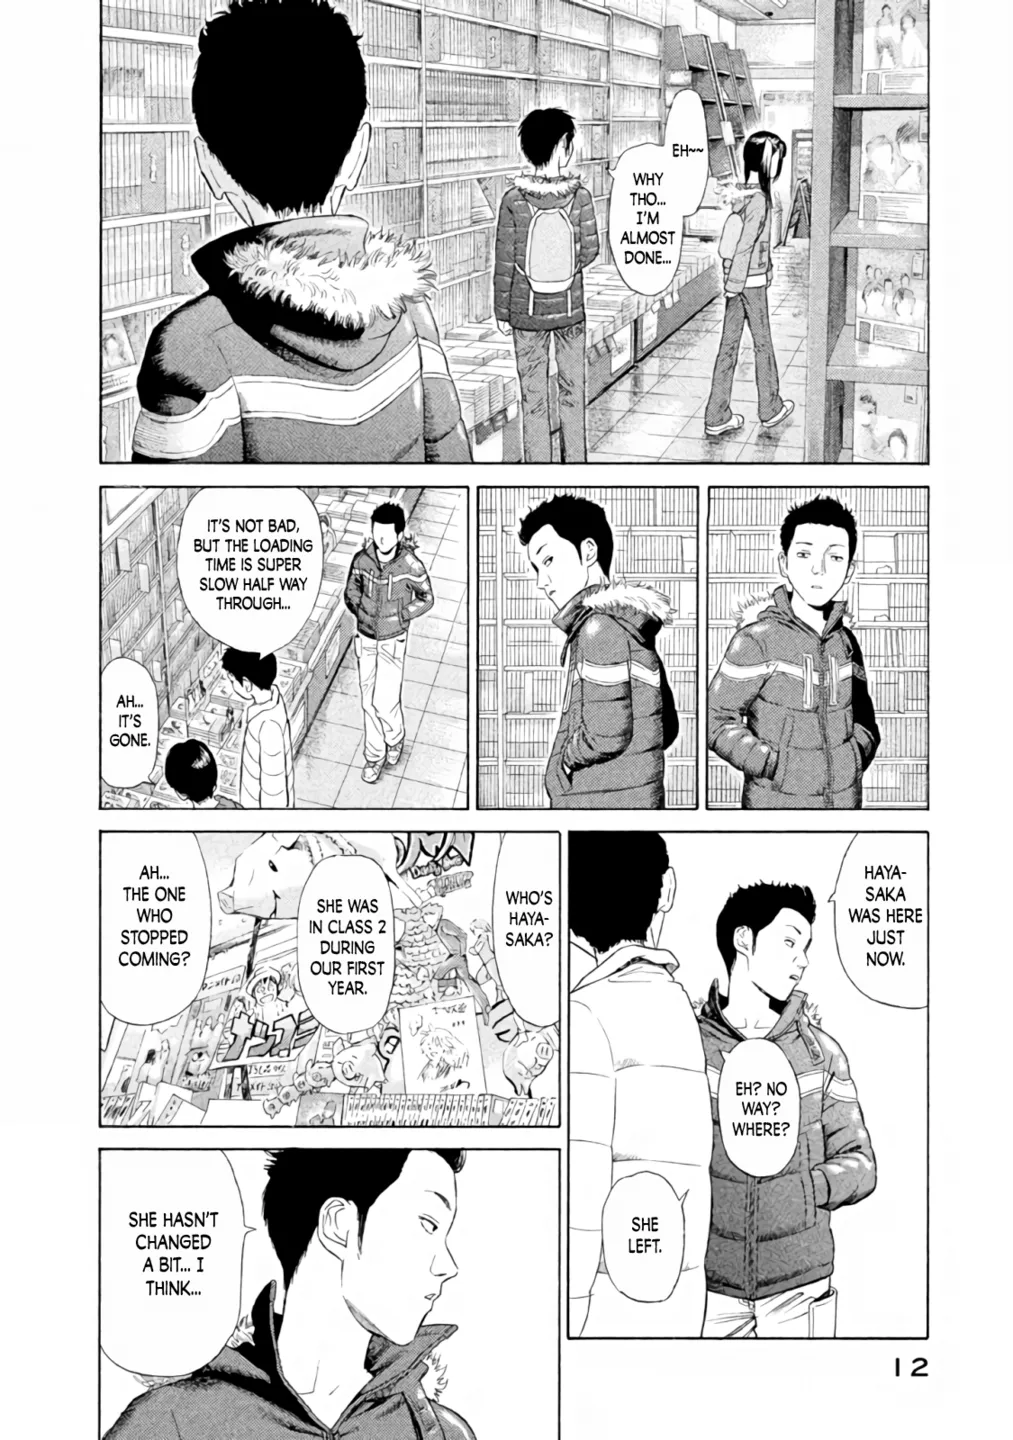 EH~~
WHY
THO...
I'M
ALMOST
DONE...
IT'S NOT BAD,
BUT THE LOADING
TIME IS SUPER
SLOW HALF WAY
THROUGH...
AH...
IT'S
GONE.
HAYA-
SAKA
WAS HERE
JUST
NOW.
EH? NO
WAY?
WHERE?
SHE
LEFT.
WHO'S
HAYA-
SAKA?
SHE WAS
IN CLASS 2
DURING
OUR FIRST
YEAR.
AH...
THE ONE
WHO
STOPPED
COMING?
SHE HASN'T
CHANGED
A BIT... I
THINK...
12